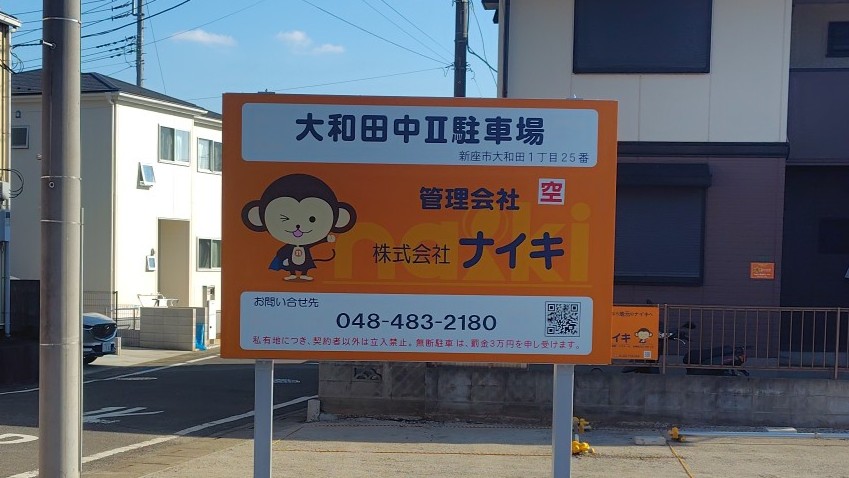 大和田中Ⅱ駐車場
新座市大和田1丁目25番
管理会社 空
naiki
株式会社 ナイキ
お問い合せ先
048-483-2180
私有地につき、契約者以外は立入禁止。無断駐車は、罰金3万円を申し受けます。